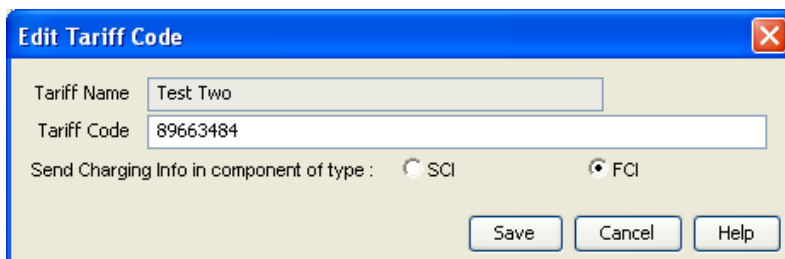 Edit Tariff Code
Tariff Name Test Two
Tariff Code 89663484
Send Charging Info in component of type : SCI FCI
Save Cancel Help